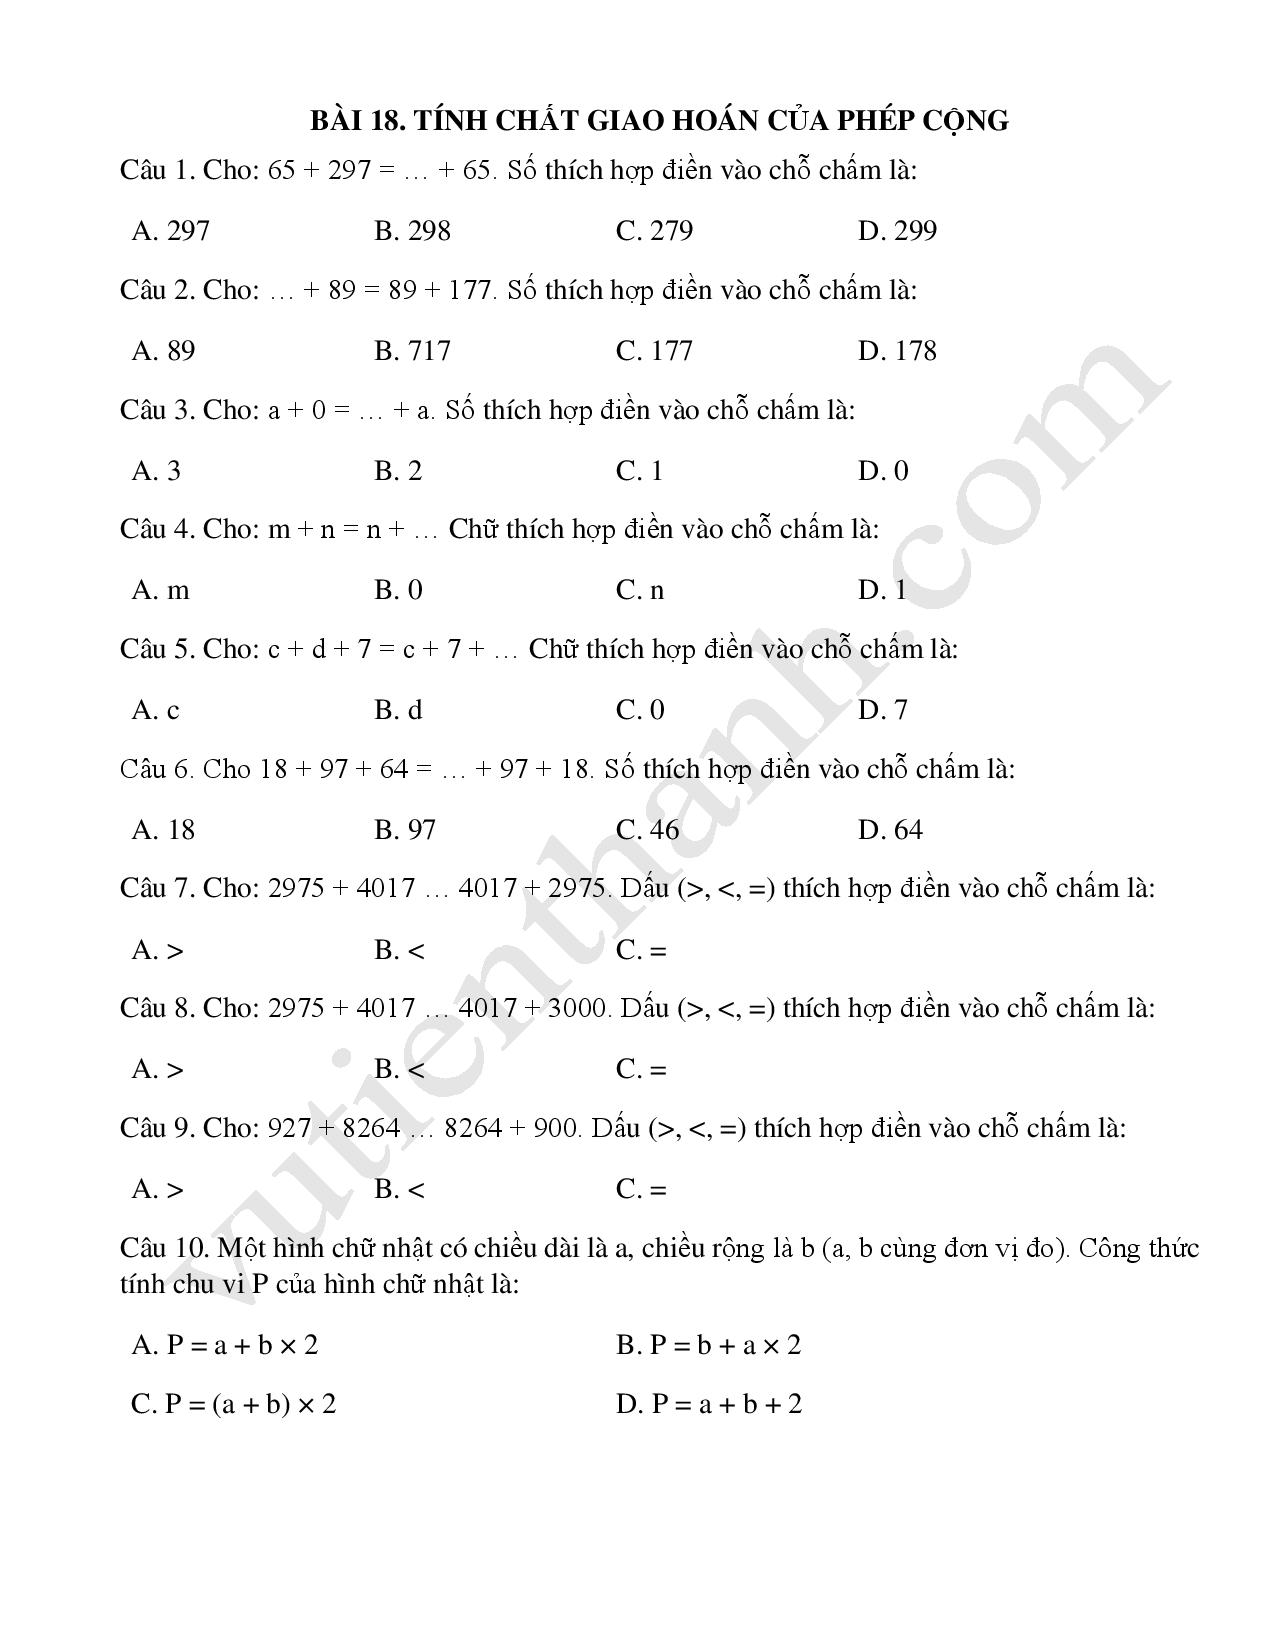 BÀI 18. TÍNH CHẤT GIAO HOÁN CỦA PHÉP CỘNG
Câu 1. Cho: 65 + 297 = … + 65. Số thích hợp điền vào chỗ chấm là:
A. 297 B. 298 C. 279 D. 299
Câu 2. Cho: … + 89 = 89 + 177. Số thích hợp điền vào chỗ chấm là:
A. 89 B. 717 C. 177 D. 178
Câu 3. Cho: a + 0 = … + a. Số thích hợp điền vào chỗ chấm là:
A. 3 B. 2 C. 1 D. 0
Câu 4. Cho: m + n = n + … Chữ thích hợp điền vào chỗ chấm là:
A. m B. 0 C. n D. 1
Câu 5. Cho: c + d + 7 = c + 7 + … Chữ thích hợp điền vào chỗ chấm là:
A. c B. d C. 0 D. 7
Câu 6. Cho 18 + 97 + 64 = … + 97 + 18. Số thích hợp điền vào chỗ chấm là:
A. 18 B. 97 C. 46 D. 64
Câu 7. Cho: 2975 + 4017 … 4017 + 2975. Dấu (>, <, =) thích hợp điền vào chỗ chấm là:
A. > B. < C. =
Câu 8. Cho: 2975 + 4017 … 4017 + 3000. Dấu (>, <, =) thích hợp điền vào chỗ chấm là:
A. > B. < C. =
Câu 9. Cho: 927 + 8264 … 8264 + 900. Dấu (>, <, =) thích hợp điền vào chỗ chấm là:
A. > B. < C. =
Câu 10. Một hình chữ nhật có chiều dài là a, chiều rộng là b (a, b cùng đơn vị đo). Công thức
tính chu vi P của hình chữ nhật là:
A. P = a + b × 2 B. P = b + a × 2
C. P = (a + b) × 2 D. P = a + b + 2
vutienthanh.com